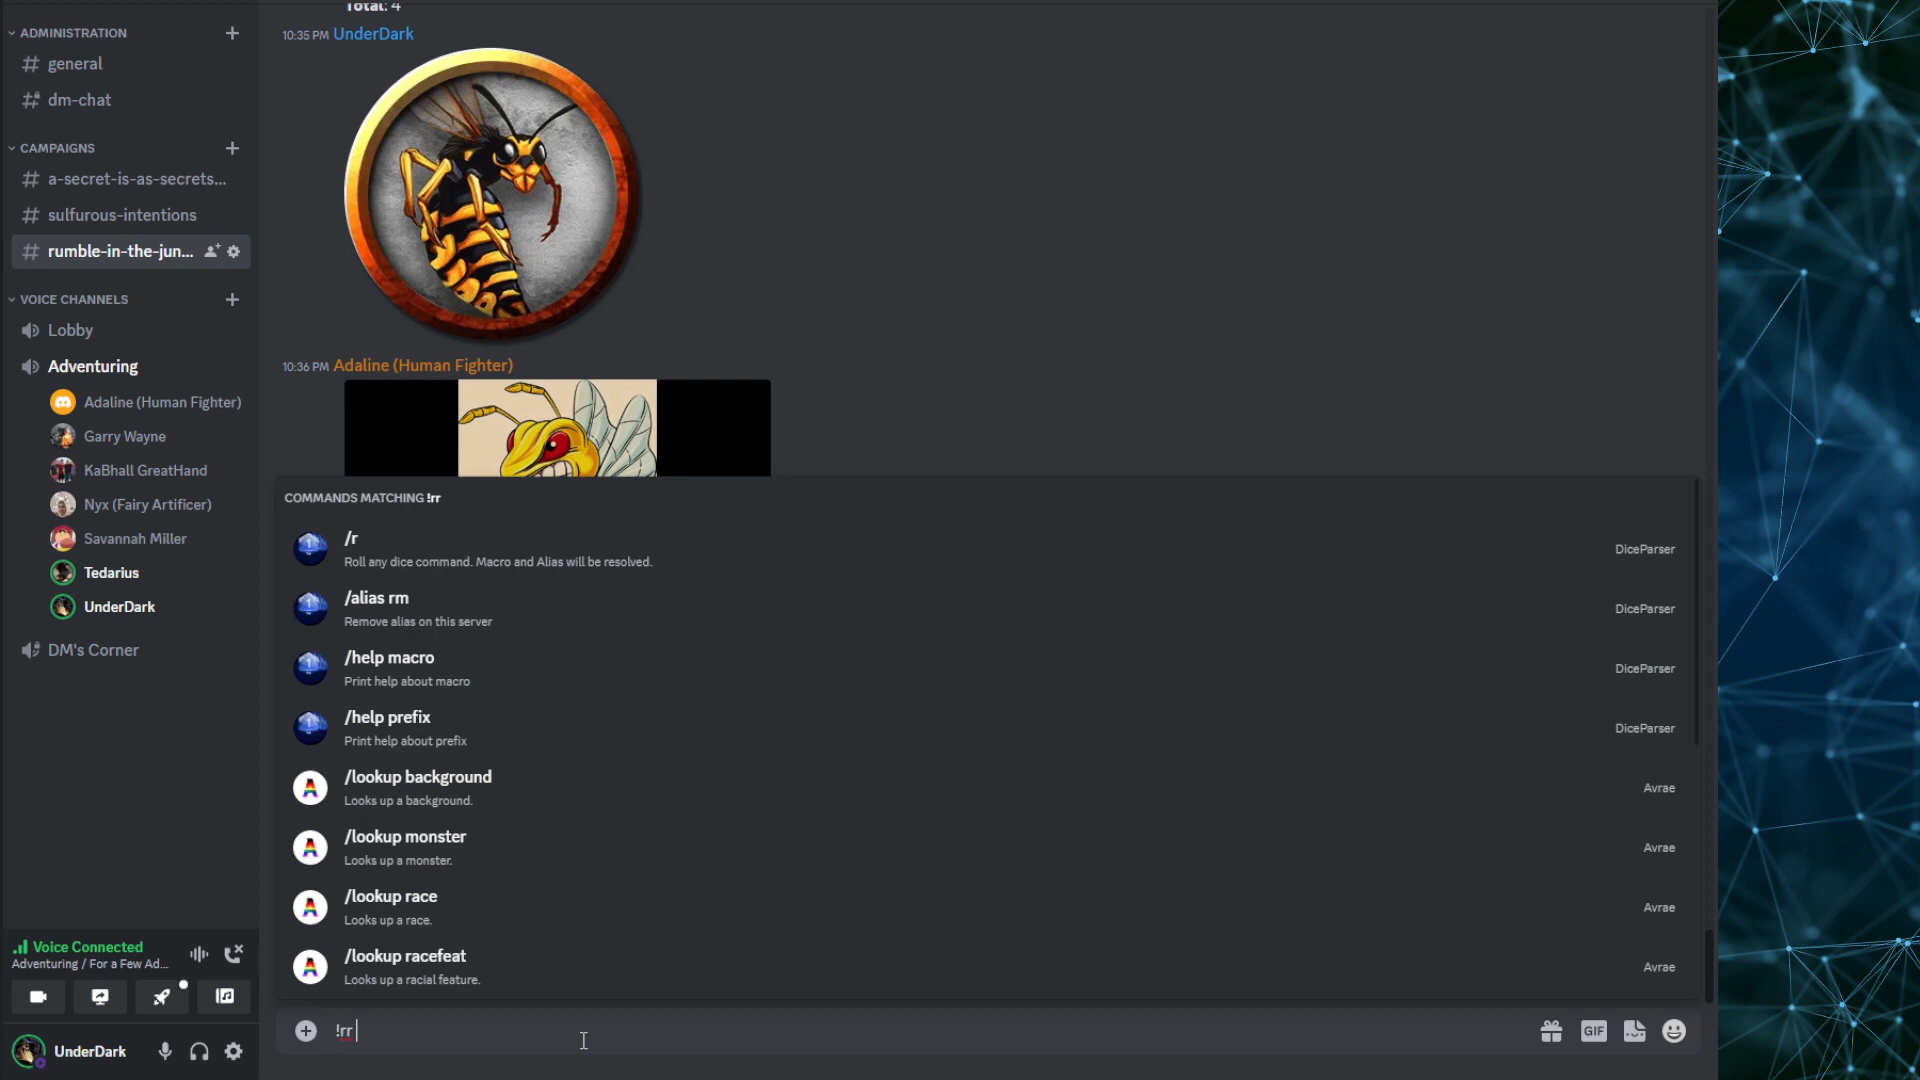 ADMINISTRATION
general
dm-chat
CAMPAIGNS
a-secret-is-as-secrets...
sulfurous-intentions
rumble-in-the-jun...
VOICE CHANNELS
Lobby
Adventuring
Adaline (Human Fighter)
Garry Wayne
KaBhall GreatHand
Nyx (Fairy Artificer)
Savannah Miller
Tedarius
UnderDark
DM's Corner
Voice Connected
Adventuring / For a Few Ad...
UnderDark
Total: 4
10:35 PM UnderDark
10:36 PM Adaline (Human Fighter)
COMMANDS MATCHING !rr
/r
Roll any dice command. Macro and Alias will be resolved.
DiceParser
/alias rm
Remove alias on this server
DiceParser
/help macro
Print help about macro
DiceParser
/help prefix
Print help about prefix
DiceParser
/lookup background
Looks up a background.
Avrae
/lookup monster
Looks up a monster.
Avrae
/lookup race
Looks up a race.
Avrae
/lookup racefeat
Looks up a racial feature.
Avrae
!rr
GIF